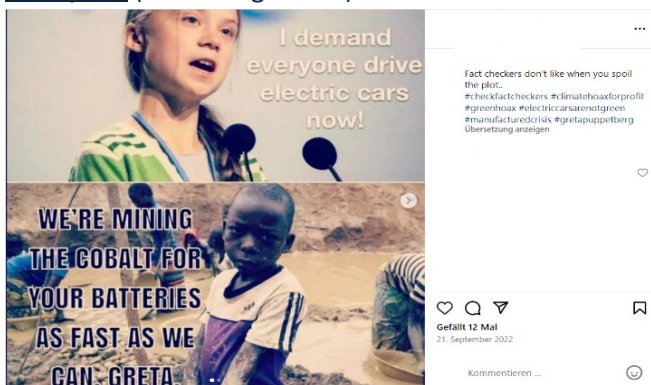 I demand
everyone drive
electric cars
now!
WE'RE MINING
THE COBALT FOR
YOUR BATTERIES
AS FAST AS WE
CAN, GRETA.
Fact checkers don't like when you spoil
the plot..
#checkfactcheckers #climatehoaxforprofit
#greenhoax #electriccarsarenotgreen
#manufacturedcrisis #gretapuppetberg
Übersetzung anzeigen
Gefällt 12 Mal
21. September 2022
Kommentieren ...